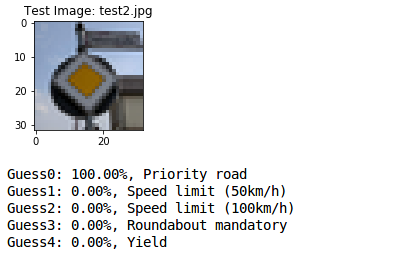 Test Image: test2.jpg
0
10
20
30
0
20
Guess0: 100.00%, Priority road
Guess1: 0.00%, Speed limit (50km/h)
Guess2: 0.00%, Speed limit (100km/h)
Guess3: 0.00%, Roundabout mandatory
Guess4: 0.00%, Yield